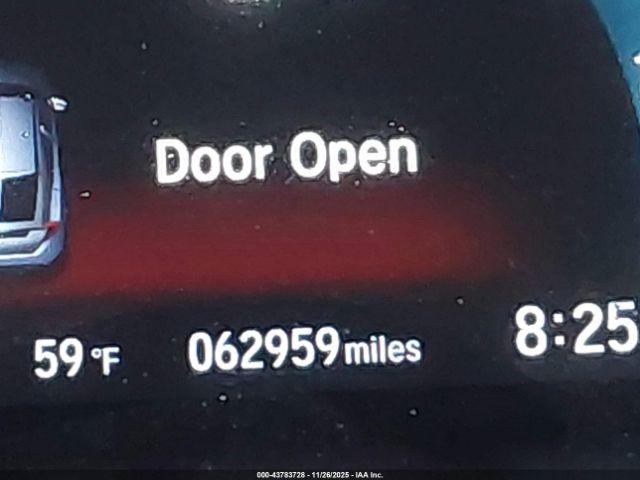 Door Open
59 °F 062959 miles 8:25
000-43783728 - 11/26/2025 - IAA Inc.